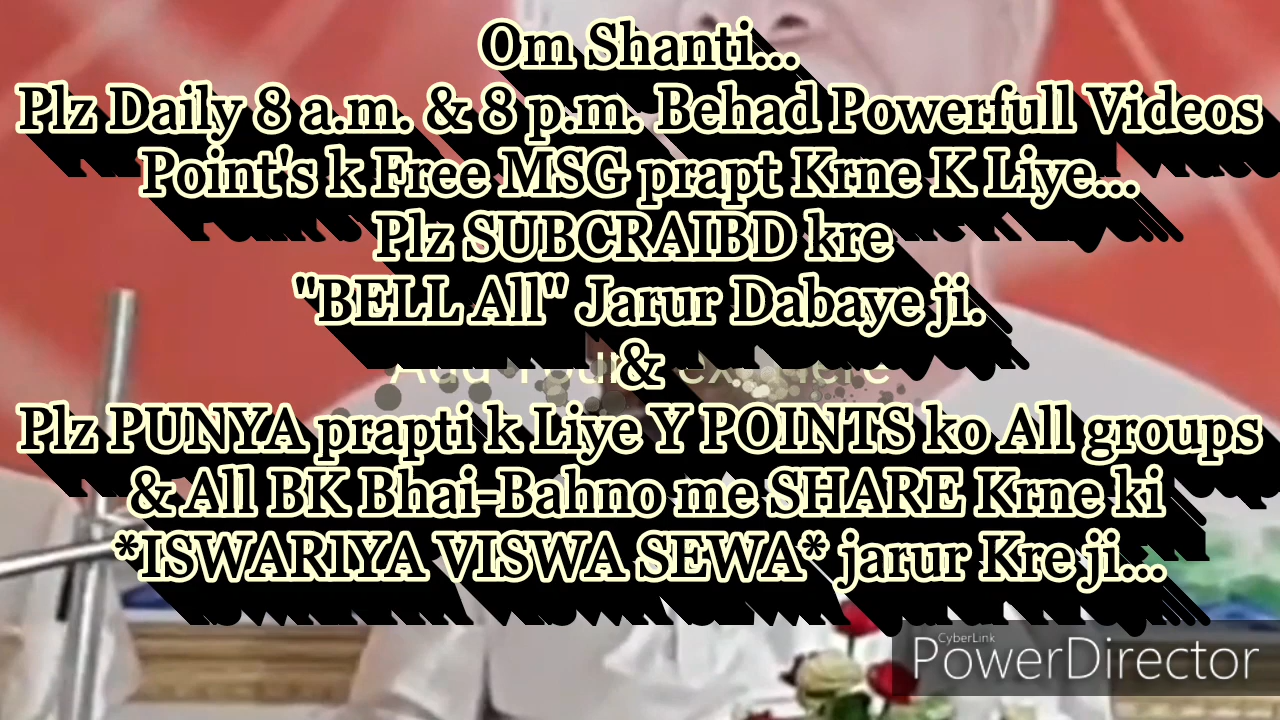 Om Shanti...
Plz Daily 8 a.m. & 8 p.m. Behad Powerfull Videos
Point's k Free MSG prapt Krne K Liye...
Plz SUBCRAIBD kre
"BELL All" Jarur Dabaye ji.
&
Plz PUNYA prapti k Liye Y POINTS ko All groups
& All BK Bhai-Bahno me SHARE Krne ki
*ISWARIYA VISWA SEWA* jarur Kre ji...
CyberLink
PowerDirector